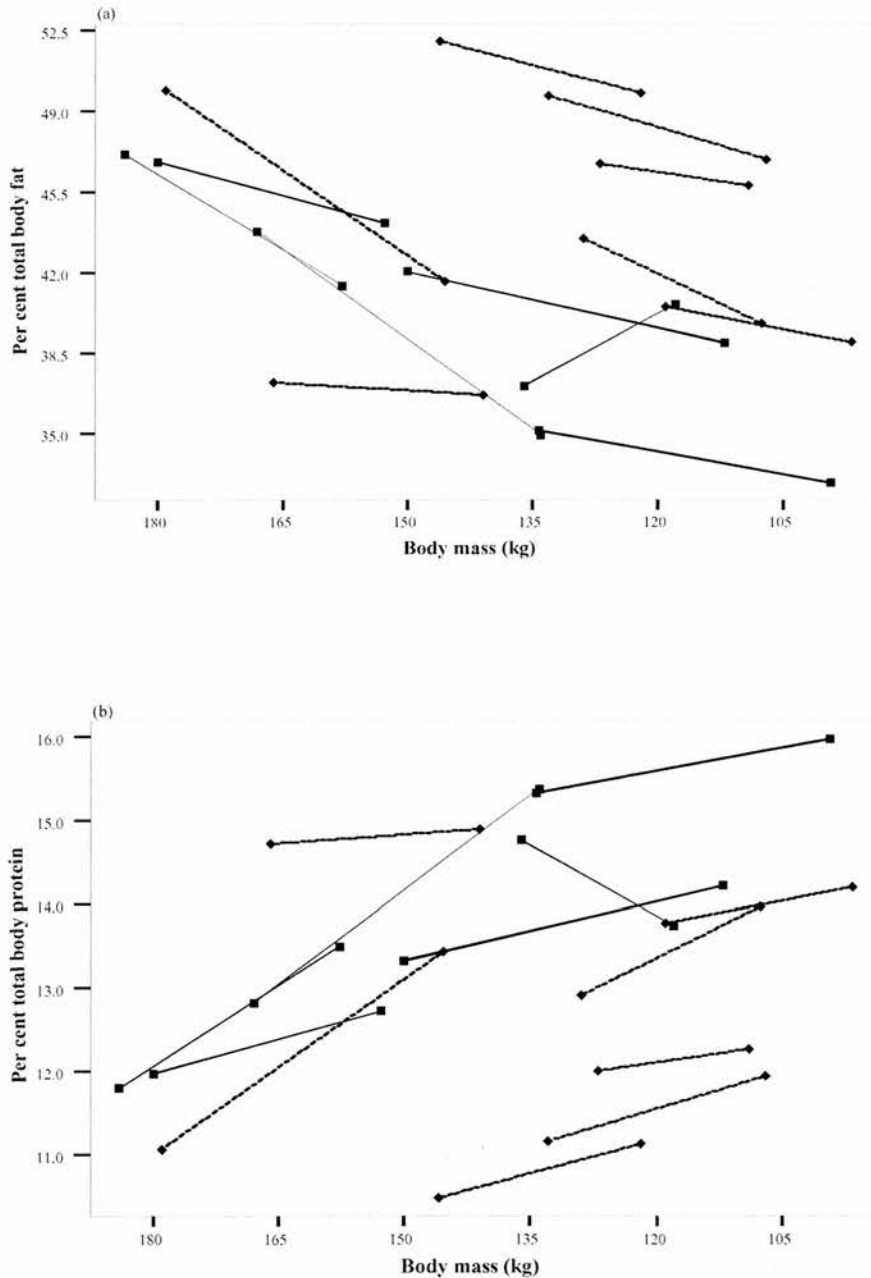 (a)
Per cent total body fat
52.5
49.0
45.5
42.0
38.5
35.0
180 165 150 135 120 105
Body mass (kg)
(b)
Per cent total body protein
16.0
15.0
14.0
13.0
12.0
11.0
180 165 150 135 120 105
Body mass (kg)